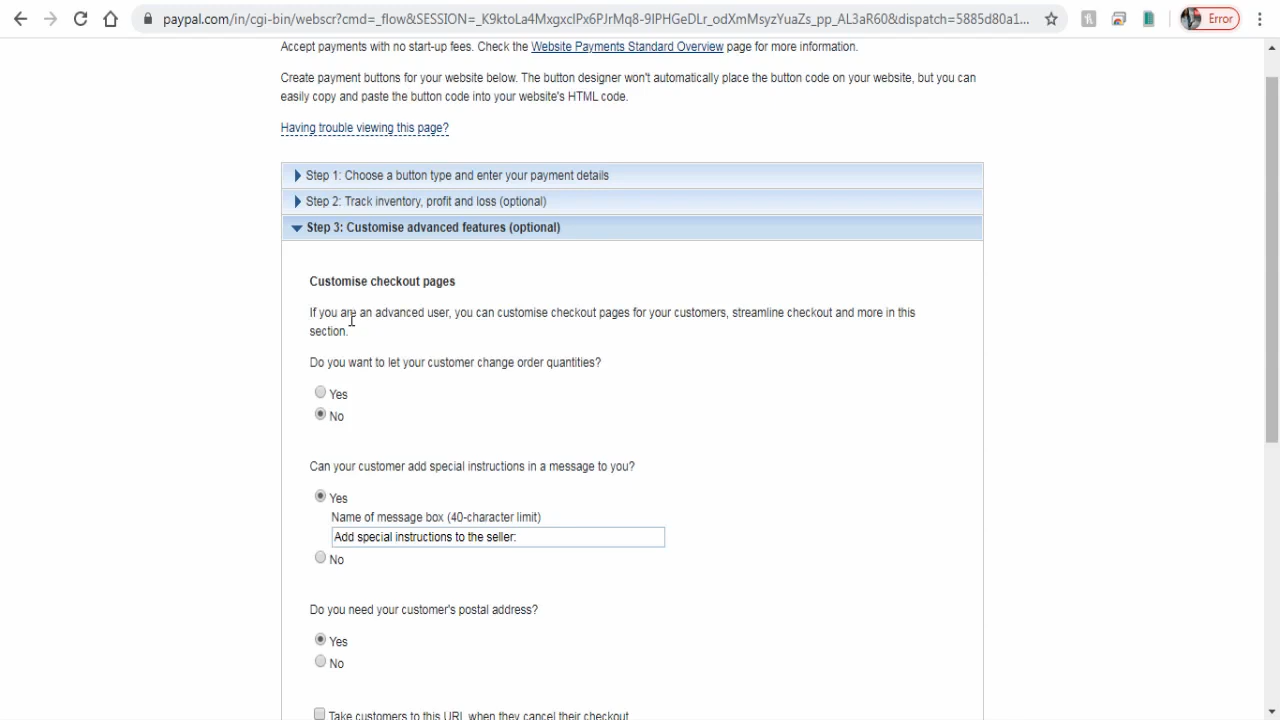 paypal.com/in/cgi-bin/webscr?cmd=_flow&SESSION=_K9ktoLa4MxgxcIPx6PJrMq8-9IPHGeDLr_odXmMsyzYuaZs_pp_AL3aR60&dispatch=5885d80a1...
Error
Accept payments with no start-up fees. Check the Website Payments Standard Overview page for more information.
Create payment buttons for your website below. The button designer won't automatically place the button code on your website, but you can
easily copy and paste the button code into your website's HTML code.
Having trouble viewing this page?
Step 1: Choose a button type and enter your payment details
Step 2: Track inventory, profit and loss (optional)
Step 3: Customise advanced features (optional)
Customise checkout pages
If you are an advanced user, you can customise checkout pages for your customers, streamline checkout and more in this
section.
Do you want to let your customer change order quantities?
Yes
No
Can your customer add special instructions in a message to you?
Yes
Name of message box (40-character limit)
Add special instructions to the seller:
No
Do you need your customer's postal address?
Yes
No
Take customers to this URL when they cancel their checkout